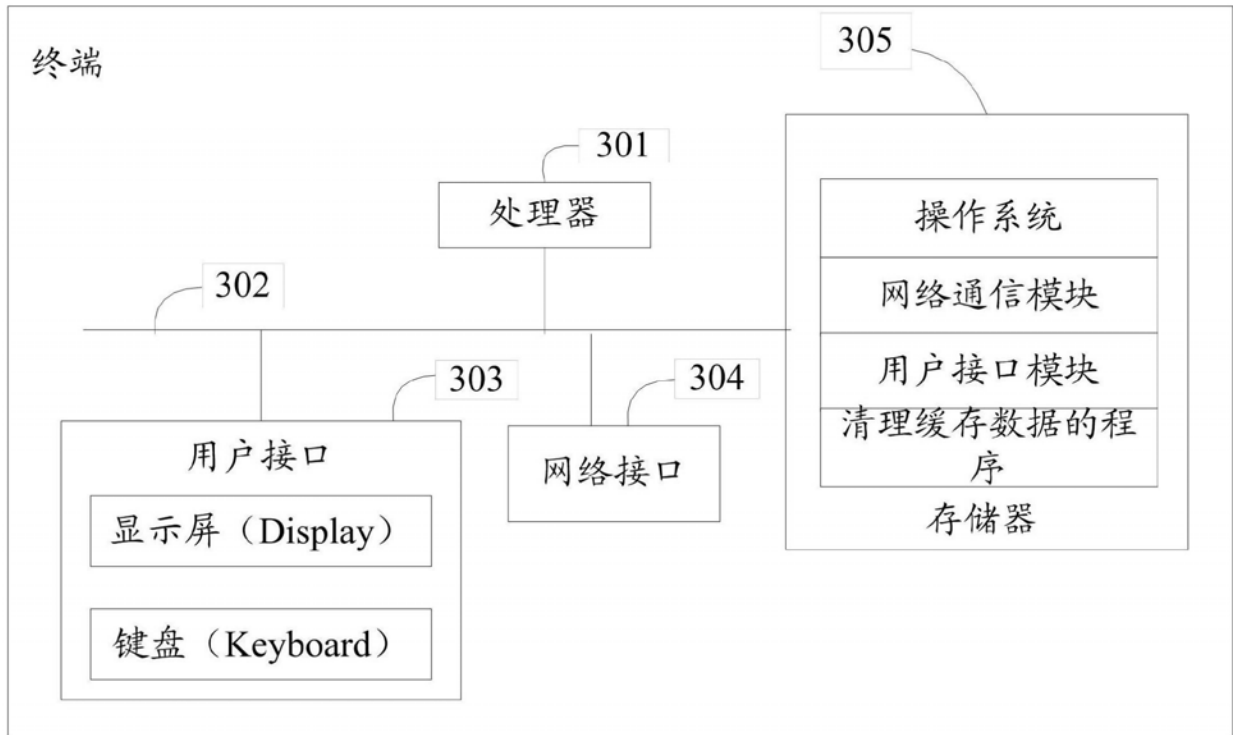 终端
305
301
处理器
操作系统
302
网络通信模块
用户接口模块
303
304
清理缓存数据的程
序
用户接口
网络接口
存储器
显示屏（Display）
键盘（Keyboard）